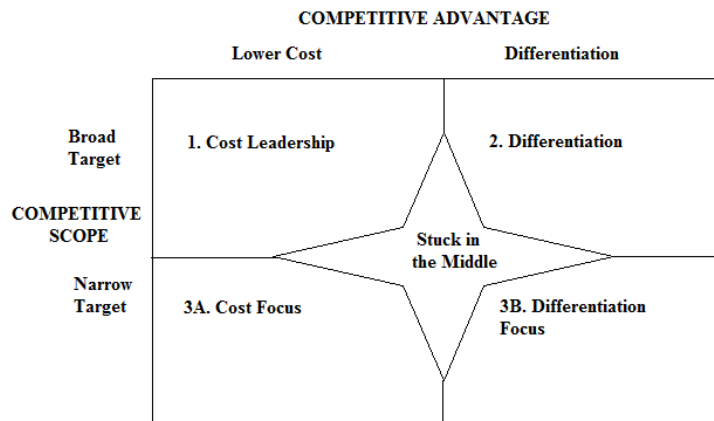 COMPETITIVE ADVANTAGE
Lower Cost
Differentiation
Broad
Target
1. Cost Leadership
2. Differentiation
COMPETITIVE
SCOPE
Stuck in
the Middle
Narrow
Target
3A. Cost Focus
3B. Differentiation
Focus